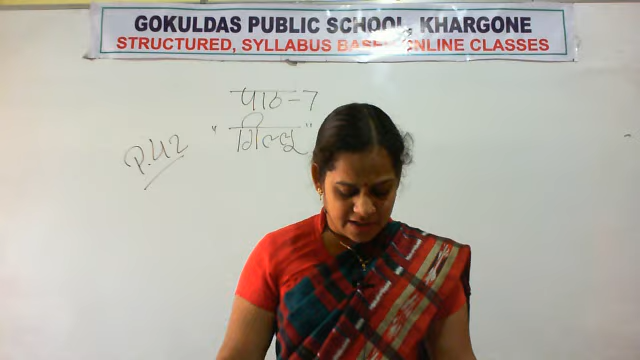 GOKULDAS PUBLIC SCHOOL, KHARGONE
STRUCTURED, SYLLABUS BASED ONLINE CLASSES
पाठ-7
"गिल्लू"
P.42